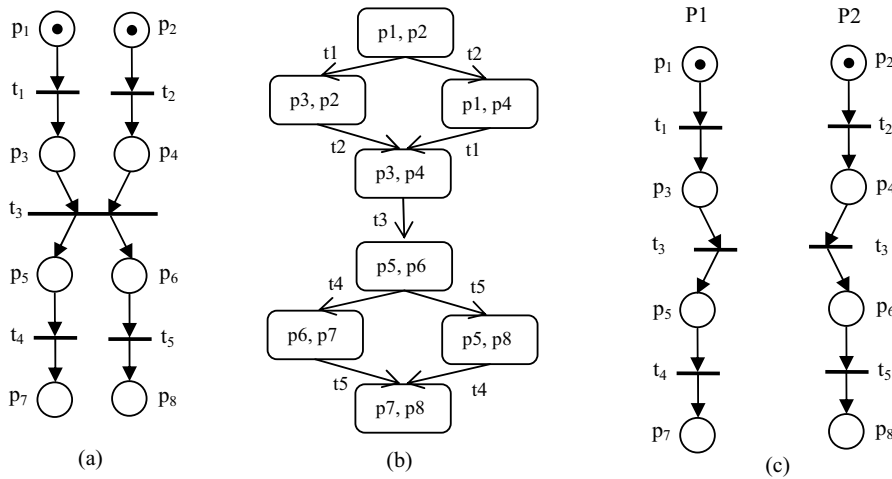 p1 p2
t1 t2
p3 p4
t3
p5 p6
t4 t5
p7 p8
(a)
p1, p2
t1 t2
p3, p2 p1, p4
t2 t1
p3, p4
t3
p5, p6
t4 t5
p6, p7 p5, p8
t5 t4
p7, p8
(b)
P1 P2
p1 p2
t1 t2
p3 p4
t3 t3
p5 p6
t4 t5
p7 p8
(c)